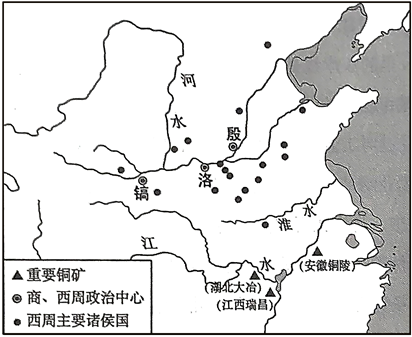 河
水
殷
洛
镐
淮
水
江
水
(安徽铜陵)
(湖北大冶)
(江西瑞昌)
▲ 重要铜矿
◎ 商、西周政治中心
● 西周主要诸侯国